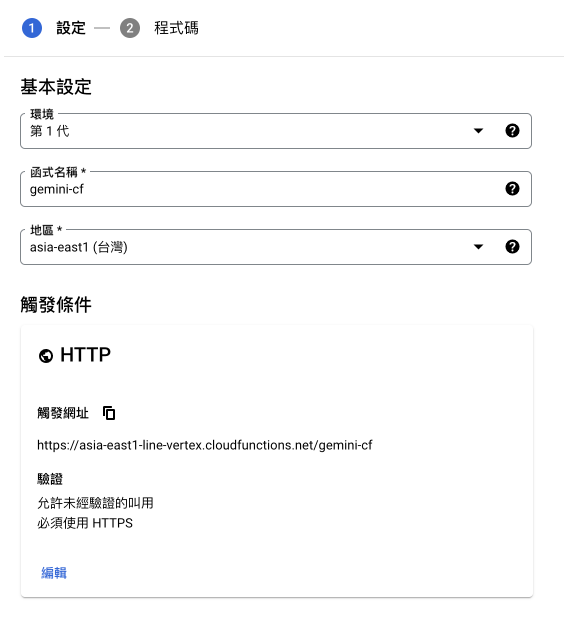 1 設定 — 2 程式碼
基本設定
環境
第 1 代
函式名稱 *
gemini-cf
地區 *
asia-east1 (台灣)
觸發條件
HTTP
觸發網址
https://asia-east1-line-vertex.cloudfunctions.net/gemini-cf
驗證
允許未經驗證的叫用
必須使用 HTTPS
編輯